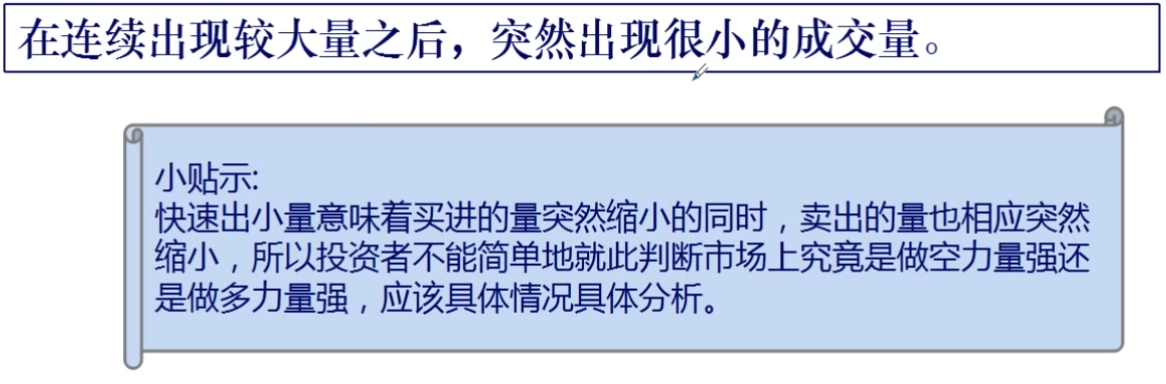 在连续出现较大量之后，突然出现很小的成交量。
小贴示:
快速出小量意味着买进的量突然缩小的同时，卖出的量也相应突然
缩小，所以投资者不能简单地就此判断市场上究竟是做空力量强还
是做多力量强，应该具体情况具体分析。